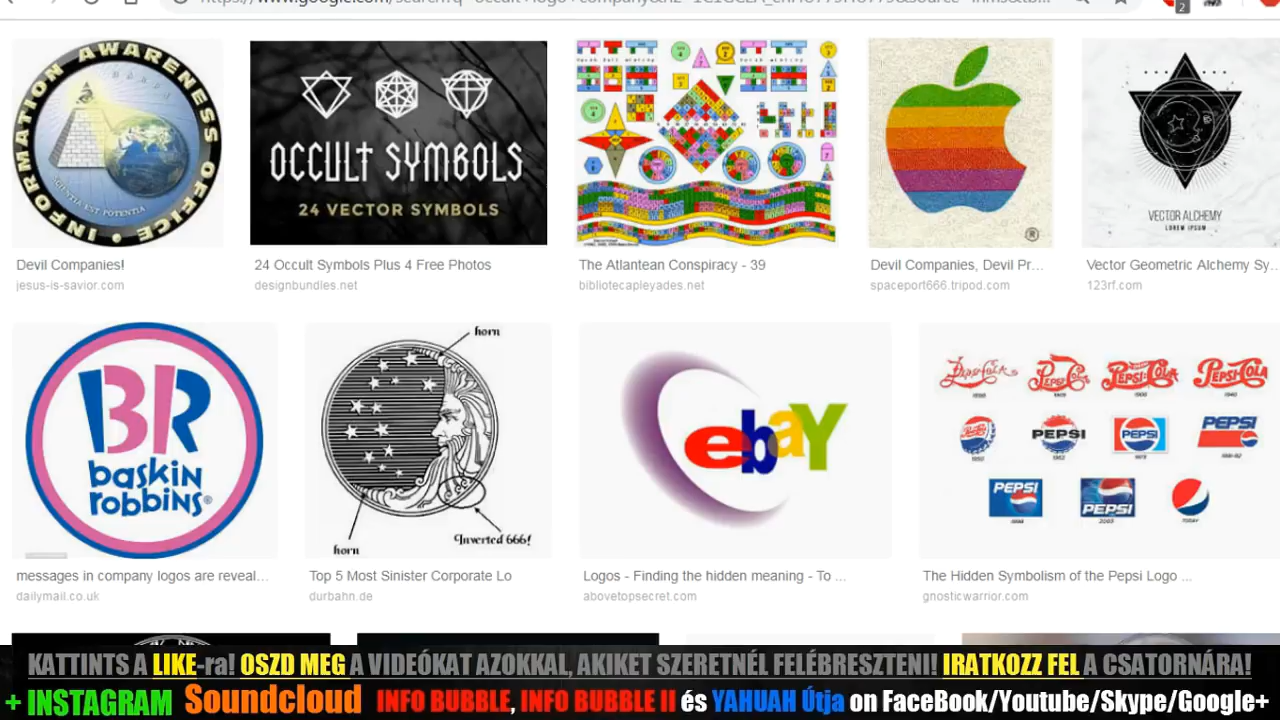 INFORMATION AWARENESS OFFICE
SCIENTIA EST POTENTIA
OCCULT SYMBOLS
24 VECTOR SYMBOLS
®
VECTOR ALCHEMY
LOREM IPSUM
Devil Companies!
24 Occult Symbols Plus 4 Free Photos
The Atlantean Conspiracy - 39
Devil Companies, Devil Pr...
Vector Geometric Alchemy Sy...
jesus-is-savior.com
designbundles.net
bibliotecapleyades.net
spaceport666.tripod.com
123rf.com
BR
baskin
robbins®
horn
horn
Inverted 666!
ebaY
PEPSI-COLA
PEPSI-COLA
PEPSI
PEPSI
PEPSI
PEPSI
PEPSI
TODAY
messages in company logos are reveal...
Top 5 Most Sinister Corporate Lo
Logos - Finding the hidden meaning - To ...
The Hidden Symbolism of the Pepsi Logo ...
dailymail.co.uk
durbahn.de
abovetopsecret.com
gnosticwarrior.com
KATTINTS A LIKE-ra! OSZD MEG A VIDEÓKAT AZOKKAL, AKIKET SZERETNÉL FELÉBRESZTENI! IRATKOZZ FEL A CSATORNÁRA!
+ INSTAGRAM Soundcloud INFO BUBBLE, INFO BUBBLE II és YAHUAH Útja on FaceBook/Youtube/Skype/Google+